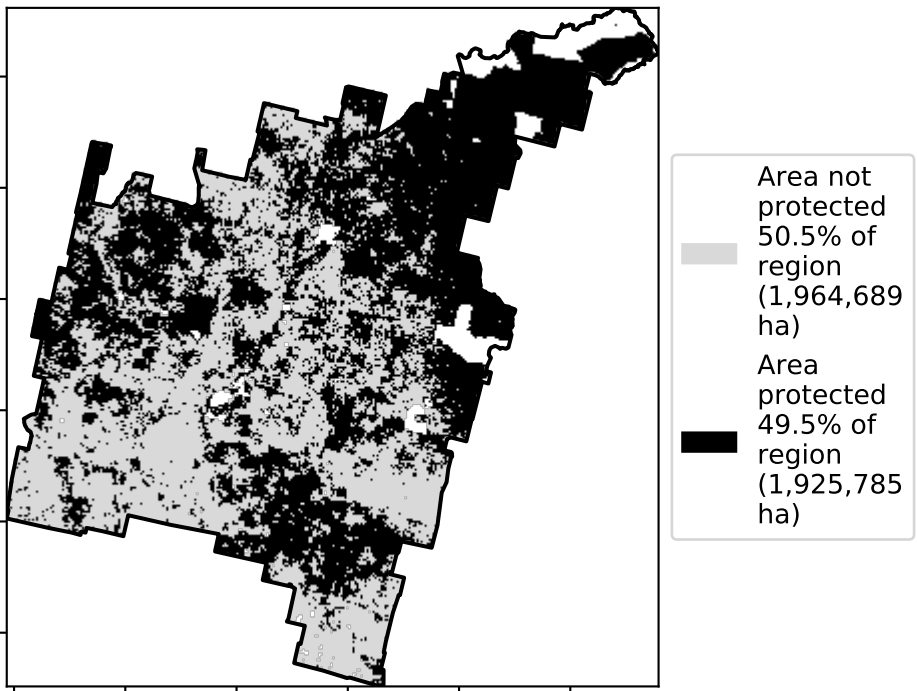 Area not
protected
50.5% of
region
(1,964,689
ha)
Area
protected
49.5% of
region
(1,925,785
ha)